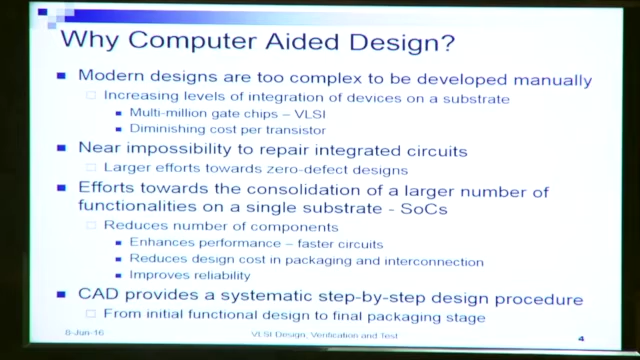 Why Computer Aided Design?
Modern designs are too complex to be developed manually
Increasing levels of integration of devices on a substrate
Multi-million gate chips – VLSI
Diminishing cost per transistor
Near impossibility to repair integrated circuits
Larger efforts towards zero-defect designs
Efforts towards the consolidation of a larger number of
functionalities on a single substrate - SoCs
Reduces number of components
Enhances performance – faster circuits
Reduces design cost in packaging and interconnection
Improves reliability
CAD provides a systematic step-by-step design procedure
From initial functional design to final packaging stage
8-Jun-16
VLSI Design, Verification and Test
4